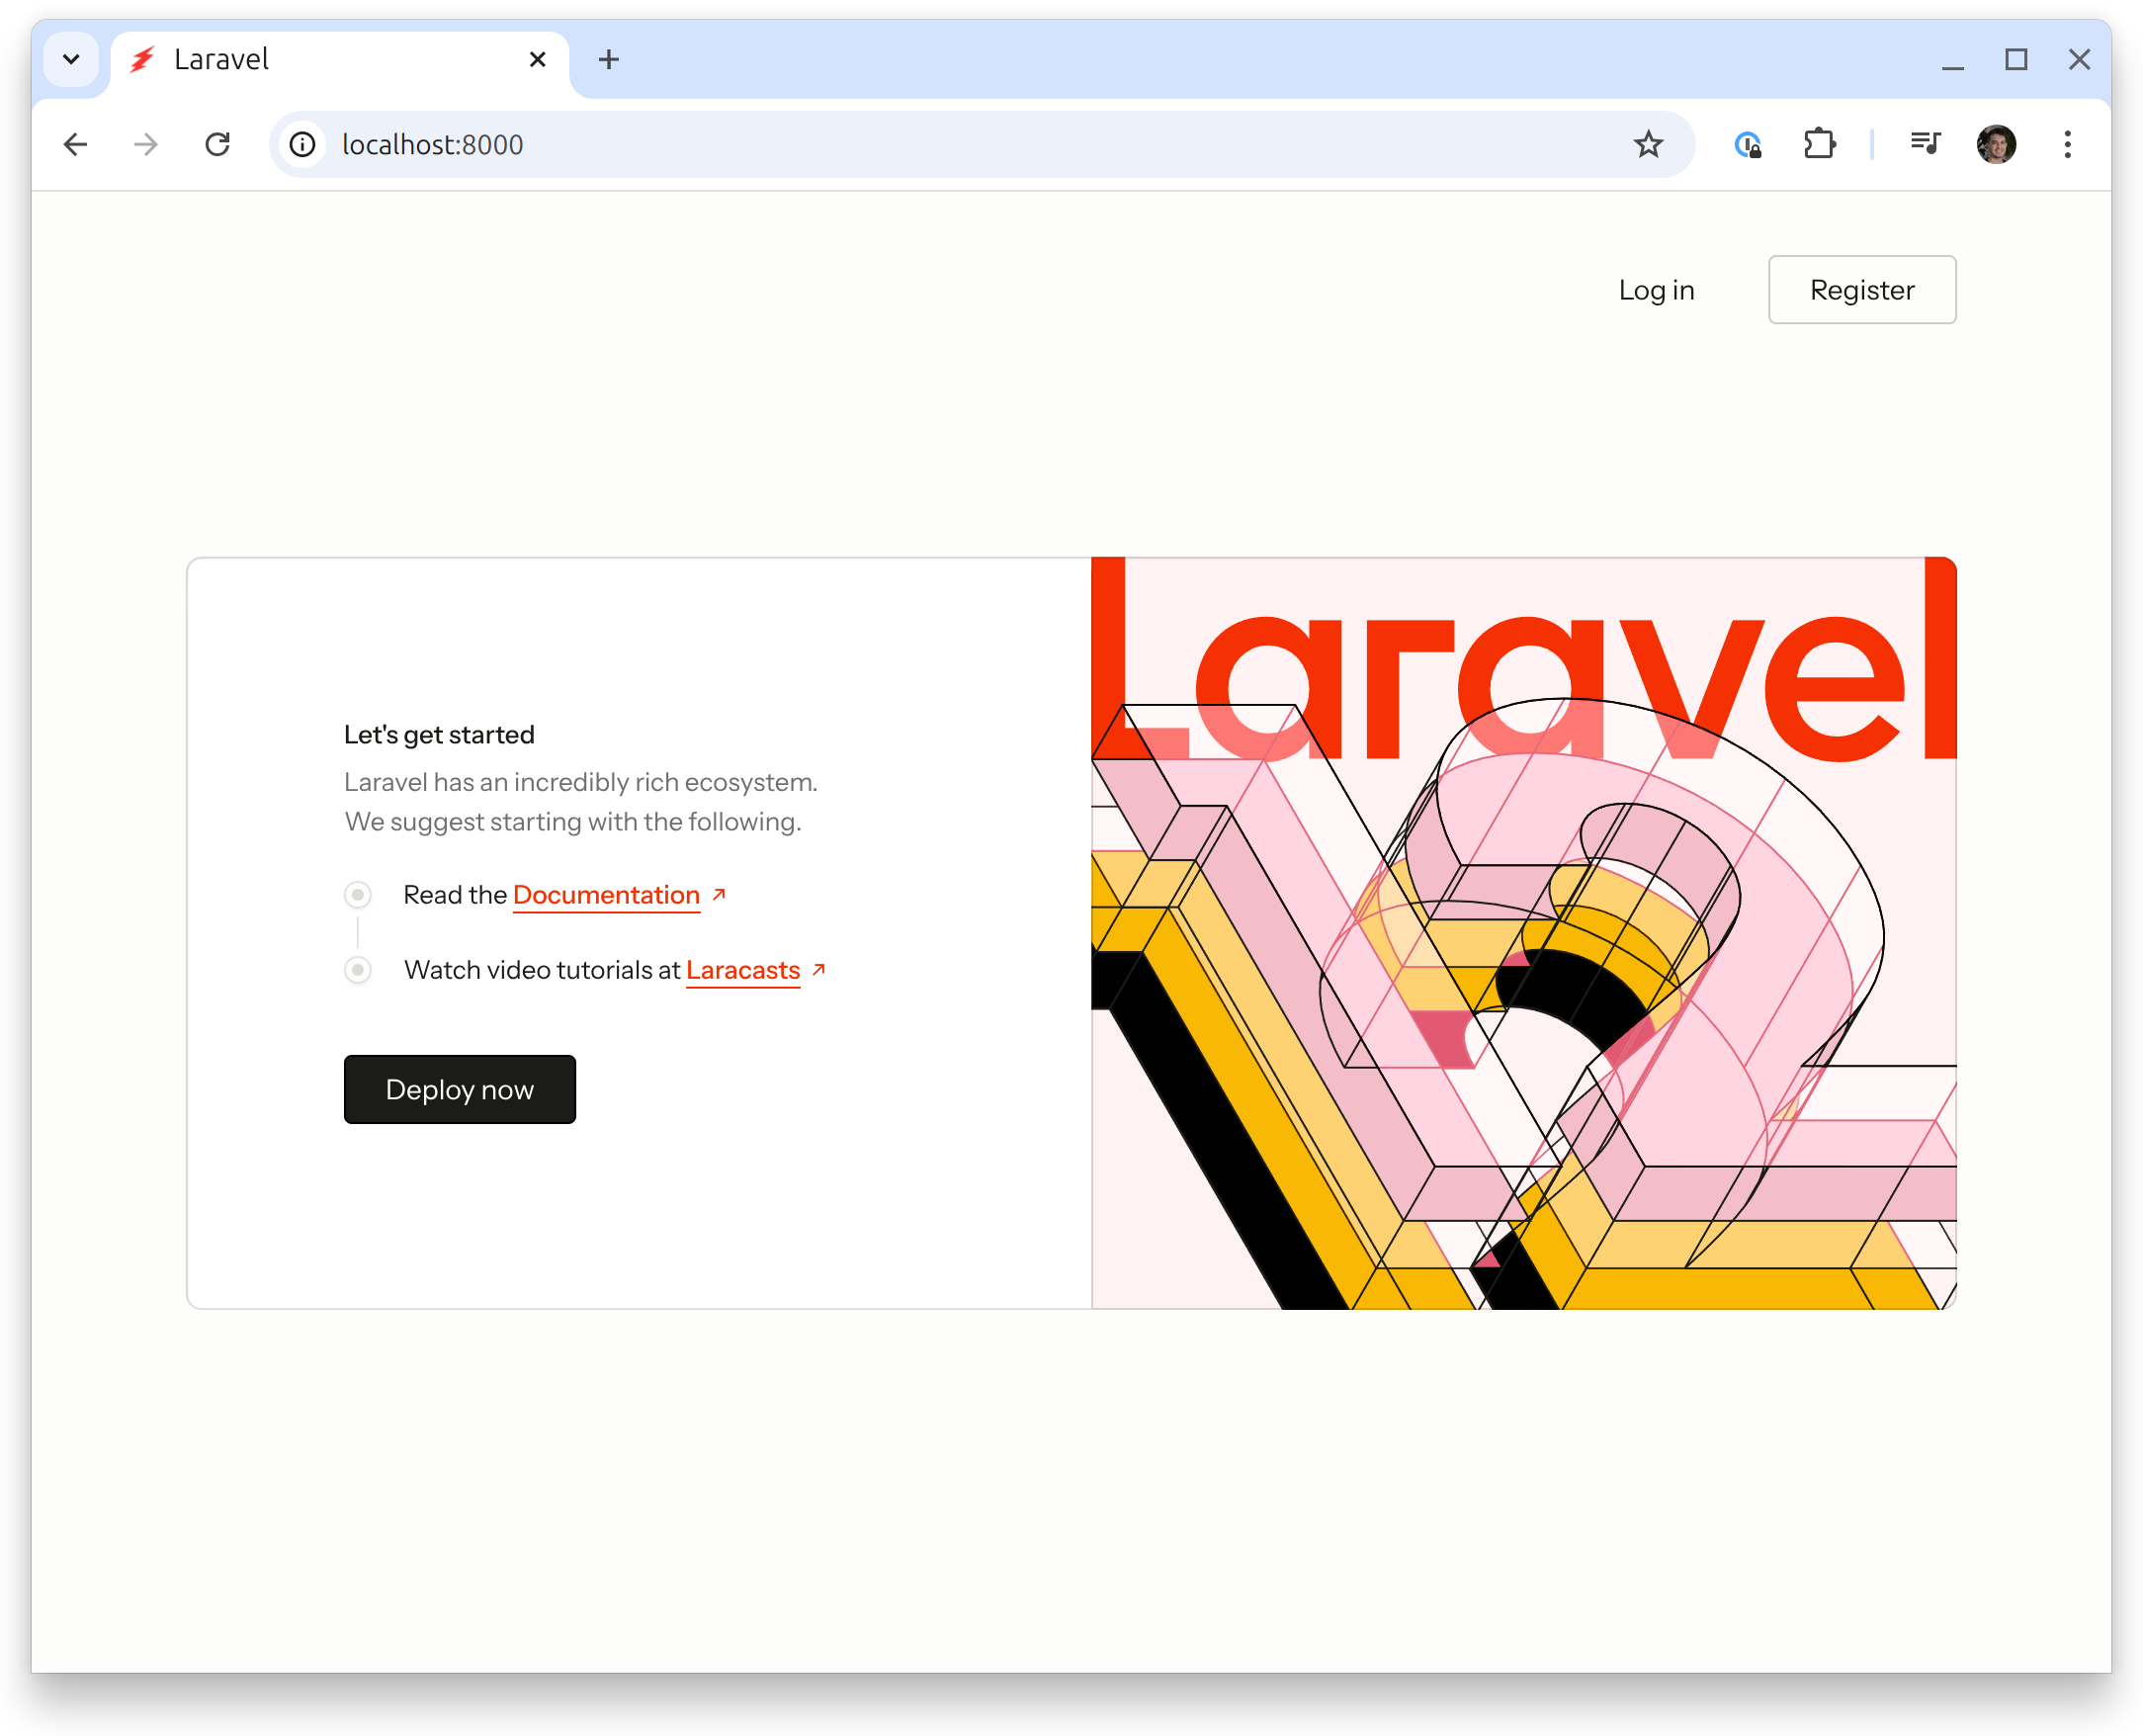 Laravel
localhost:8000
Log in
Register
Laravel
Let's get started
Laravel has an incredibly rich ecosystem.
We suggest starting with the following.
Read the Documentation
Watch video tutorials at Laracasts
Deploy now